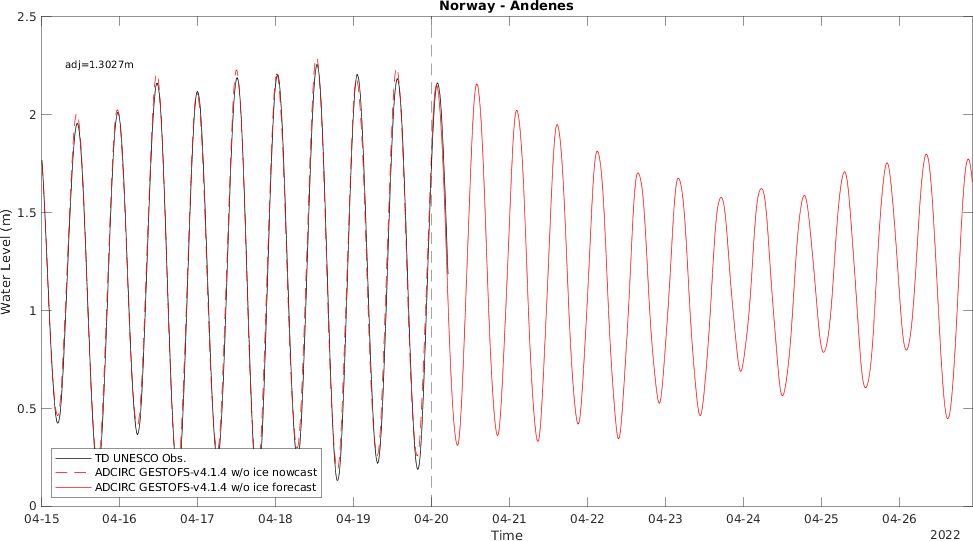 Norway - Andenes
adj=1.3027m
2.5
2
1.5
1
0.5
0
Water Level (m)
TD UNESCO Obs.
ADCIRC GESTOFS-v4.1.4 w/o ice nowcast
ADCIRC GESTOFS-v4.1.4 w/o ice forecast
04-15 04-16 04-17 04-18 04-19 04-20 04-21 04-22 04-23 04-24 04-25 04-26
Time
2022